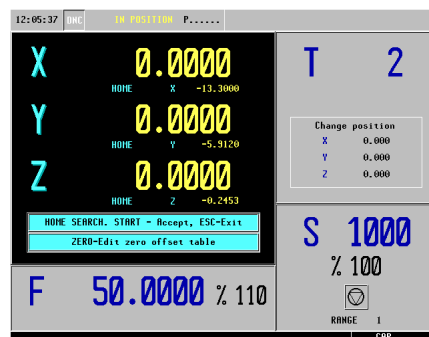 12:05:37 DNC IN POSITION P......
X 0.0000
HOME X -13.3000
Y 0.0000
HOME Y -5.9120
Z 0.0000
HOME Z -0.2453
HOME SEARCH. START - Accept, ESC-Exit
ZERO-Edit zero offset table
F 50.0000 % 110
T 2
Change position
X 0.000
Y 0.000
Z 0.000
S 1000
% 100
RANGE 1
CAP